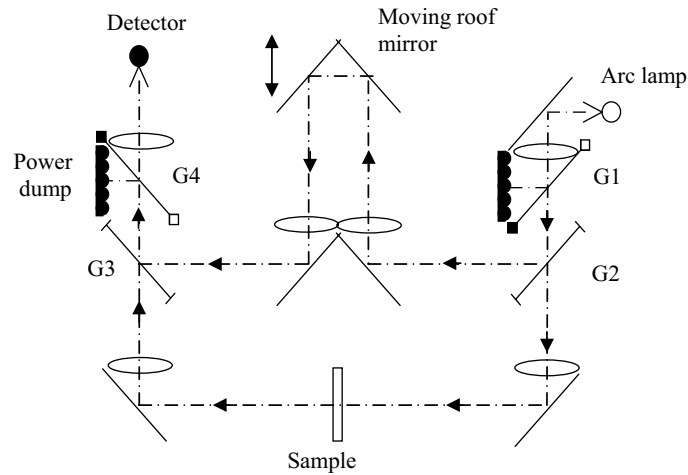 Detector
Moving roof
mirror
Arc lamp
Power
dump
G4
G1
G3
G2
Sample